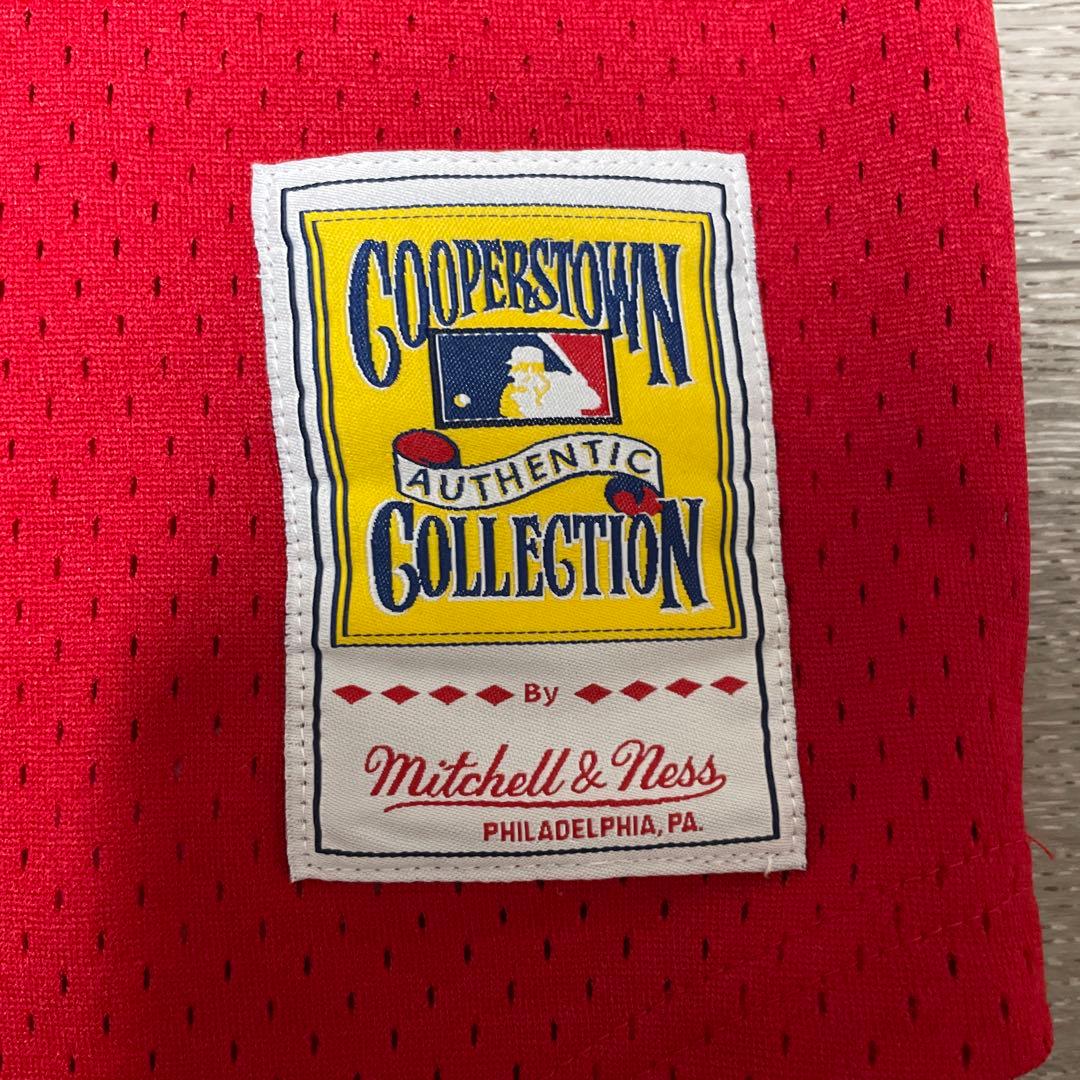 COOPERSTOWN
AUTHENTIC
COLLECTION
By
Mitchell & Ness
PHILADELPHIA, PA.